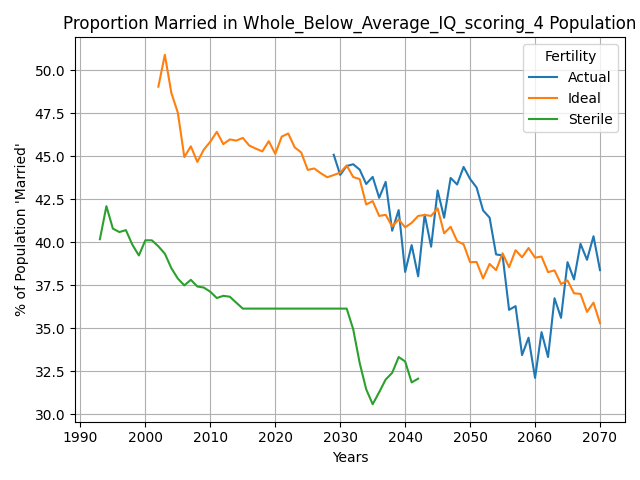 Proportion Married in Whole_Below_Average_IQ_scoring_4 Population
% of Population 'Married'
50.0
47.5
45.0
42.5
40.0
37.5
35.0
32.5
30.0
Fertility
Actual
Ideal
Sterile
1990 2000 2010 2020 2030 2040 2050 2060 2070
Years